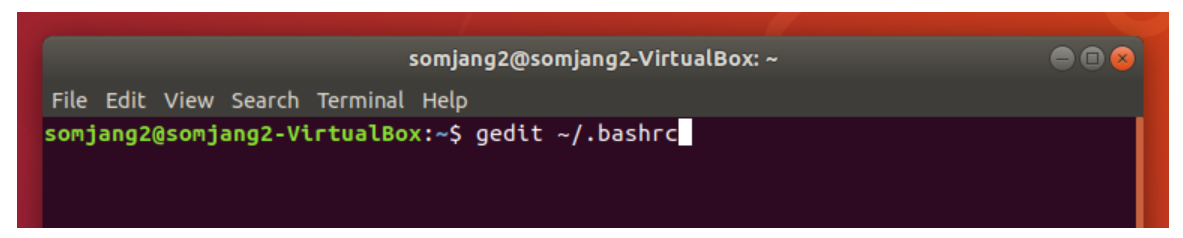 somjang2@somjang2-VirtualBox: ~
File Edit View Search Terminal Help
somjang2@somjang2-VirtualBox:~$ gedit ~/.bashrc